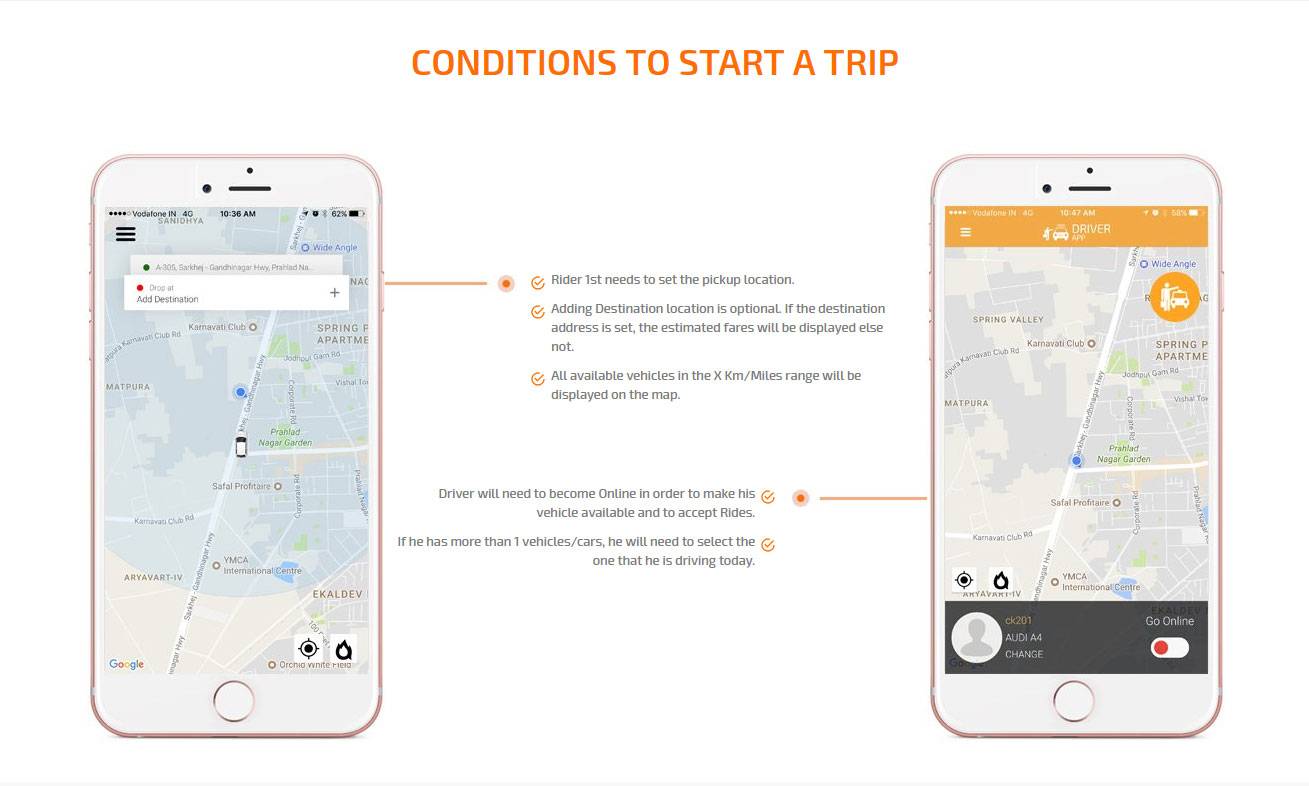 CONDITIONS TO START A TRIP
Vodafone IN 4G 10:36 AM 62%
SANIDHYA
Wide Angle
A-305, Sarkhej - Gandhinagar Hwy, Prahlad Na...
Drop at
Add Destination
+
Karnavati Club
SPRING P
APARTME
Jodhpur Gam Rd
MATPURA
Corporate Rd
Prahlad
Nagar Garden
Safal Profitaire
Corporate Rd
Karnavati Club Rd
YMCA
International Centre
ARYAVART-IV
Sarkhej - Gandhinagar Hwy
EKALDEV
Google
Orchid White Field
Rider 1st needs to set the pickup location.
Adding Destination location is optional. If the destination
address is set, the estimated fares will be displayed else
not.
All available vehicles in the X Km/Miles range will be
displayed on the map.
Driver will need to become Online in order to make his
vehicle available and to accept Rides.
If he has more than 1 vehicles/cars, he will need to select the
one that he is driving today.
Vodafone IN 4G 10:47 AM 58%
DRIVER
APP
Wide Angle
SPRING VALLEY
Karnavati Club
SPRING P
APARTME
Jodhpur Gam Rd
MATPURA
Sarkhej - Gandhinagar Hwy
Corporate Rd
Vishal Tow
Prahlad
Nagar Garden
Safal Profitaire
Corporate Rd
Karnavati Club Rd
YMCA
International Centre
ARYAVART-IV
EKALDEV
ck201
Go Online
AUDI A4
CHANGE